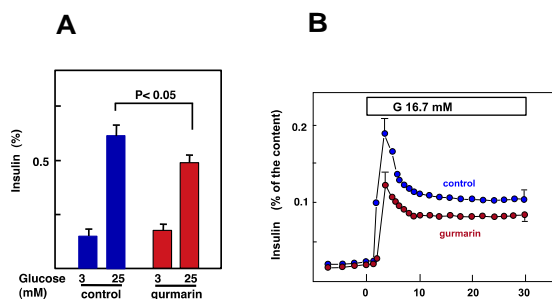 A
P< 0.05
Insulin (%)
0.5
Glucose 3 25 3 25
(mM) control gurmarin
B
G 16.7 mM
Insulin (% of the content)
0.2
0.1
control
gurmarin
0 10 20 30